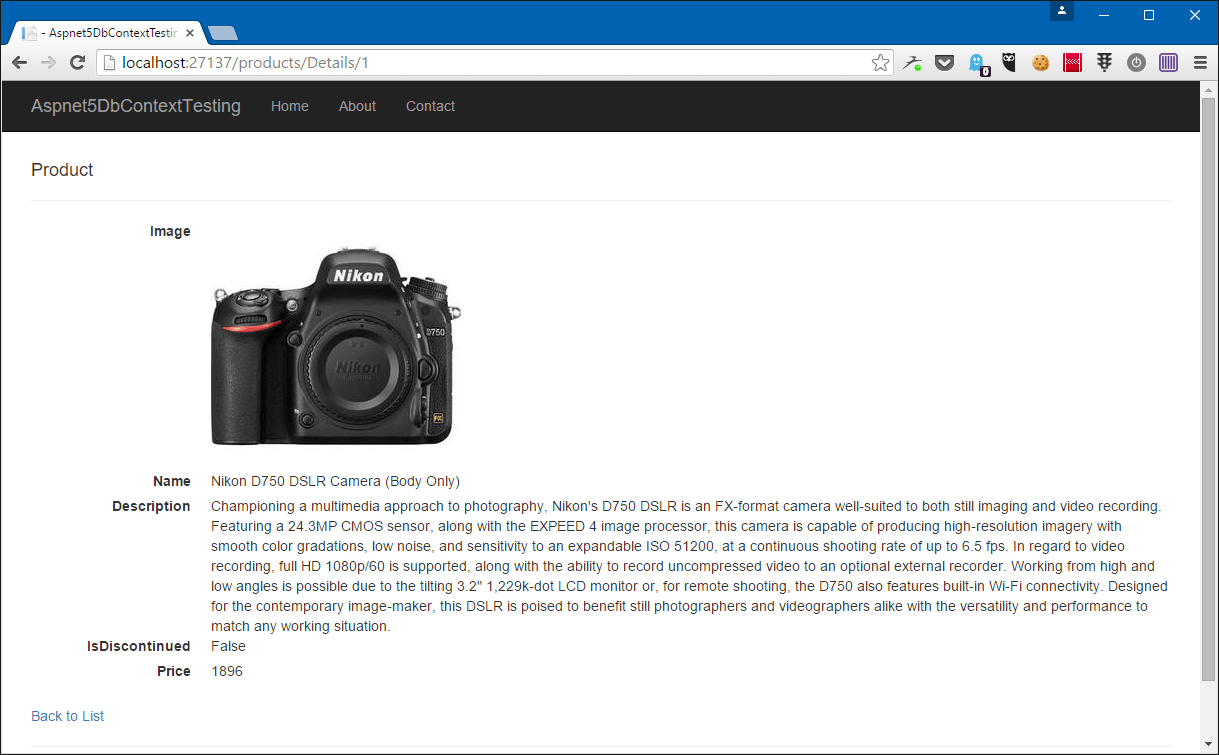 - Aspnet5DbContextTestin
localhost:27137/products/Details/1
0
Aspnet5DbContextTesting Home About Contact
Product
Image
Nikon
D750
Nikon
FX
Name Nikon D750 DSLR Camera (Body Only)
Description Championing a multimedia approach to photography, Nikon's D750 DSLR is an FX-format camera well-suited to both still imaging and video recording.
Featuring a 24.3MP CMOS sensor, along with the EXPEED 4 image processor, this camera is capable of producing high-resolution imagery with
smooth color gradations, low noise, and sensitivity to an expandable ISO 51200, at a continuous shooting rate of up to 6.5 fps. In regard to video
recording, full HD 1080p/60 is supported, along with the ability to record uncompressed video to an optional external recorder. Working from high and
low angles is possible due to the tilting 3.2" 1,229k-dot LCD monitor or, for remote shooting, the D750 also features built-in Wi-Fi connectivity. Designed
for the contemporary image-maker, this DSLR is poised to benefit still photographers and videographers alike with the versatility and performance to
match any working situation.
IsDiscontinued False
Price 1896
Back to List